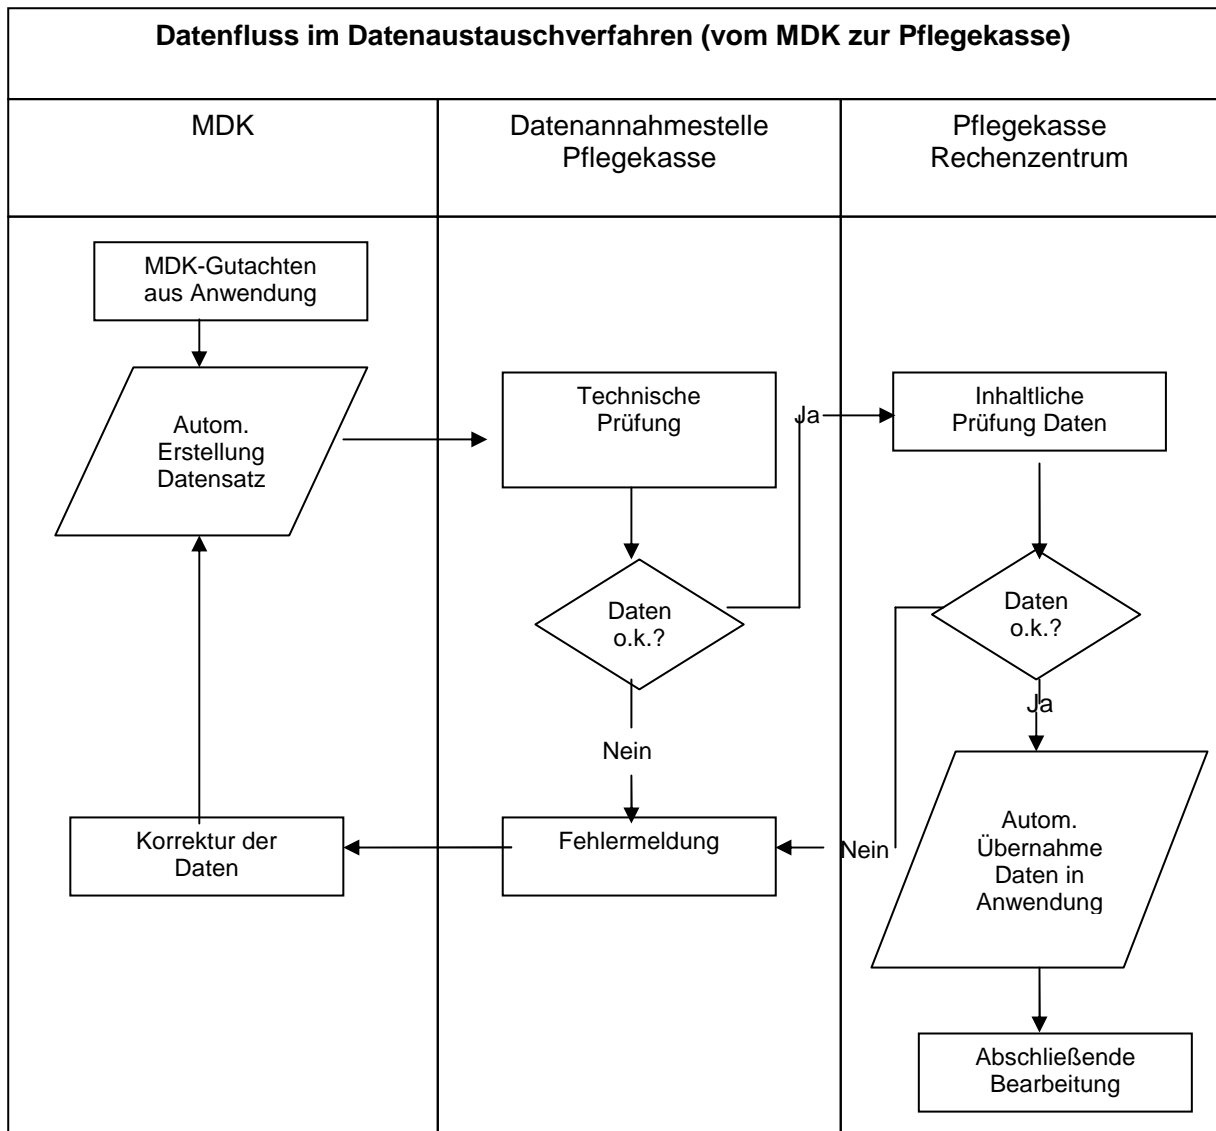 Datenfluss im Datenaustauschverfahren (vom MDK zur Pflegekasse)
MDK
Datenannahmestelle
Pflegekasse
Pflegekasse
Rechenzentrum
MDK-Gutachten
aus Anwendung
Autom.
Erstellung
Datensatz
Technische
Prüfung
Ja
Inhaltliche
Prüfung Daten
Daten
o.k.?
Daten
o.k.?
Ja
Nein
Korrektur der
Daten
Fehlermeldung
Nein
Autom.
Übernahme
Daten in
Anwendung
Abschließende
Bearbeitung